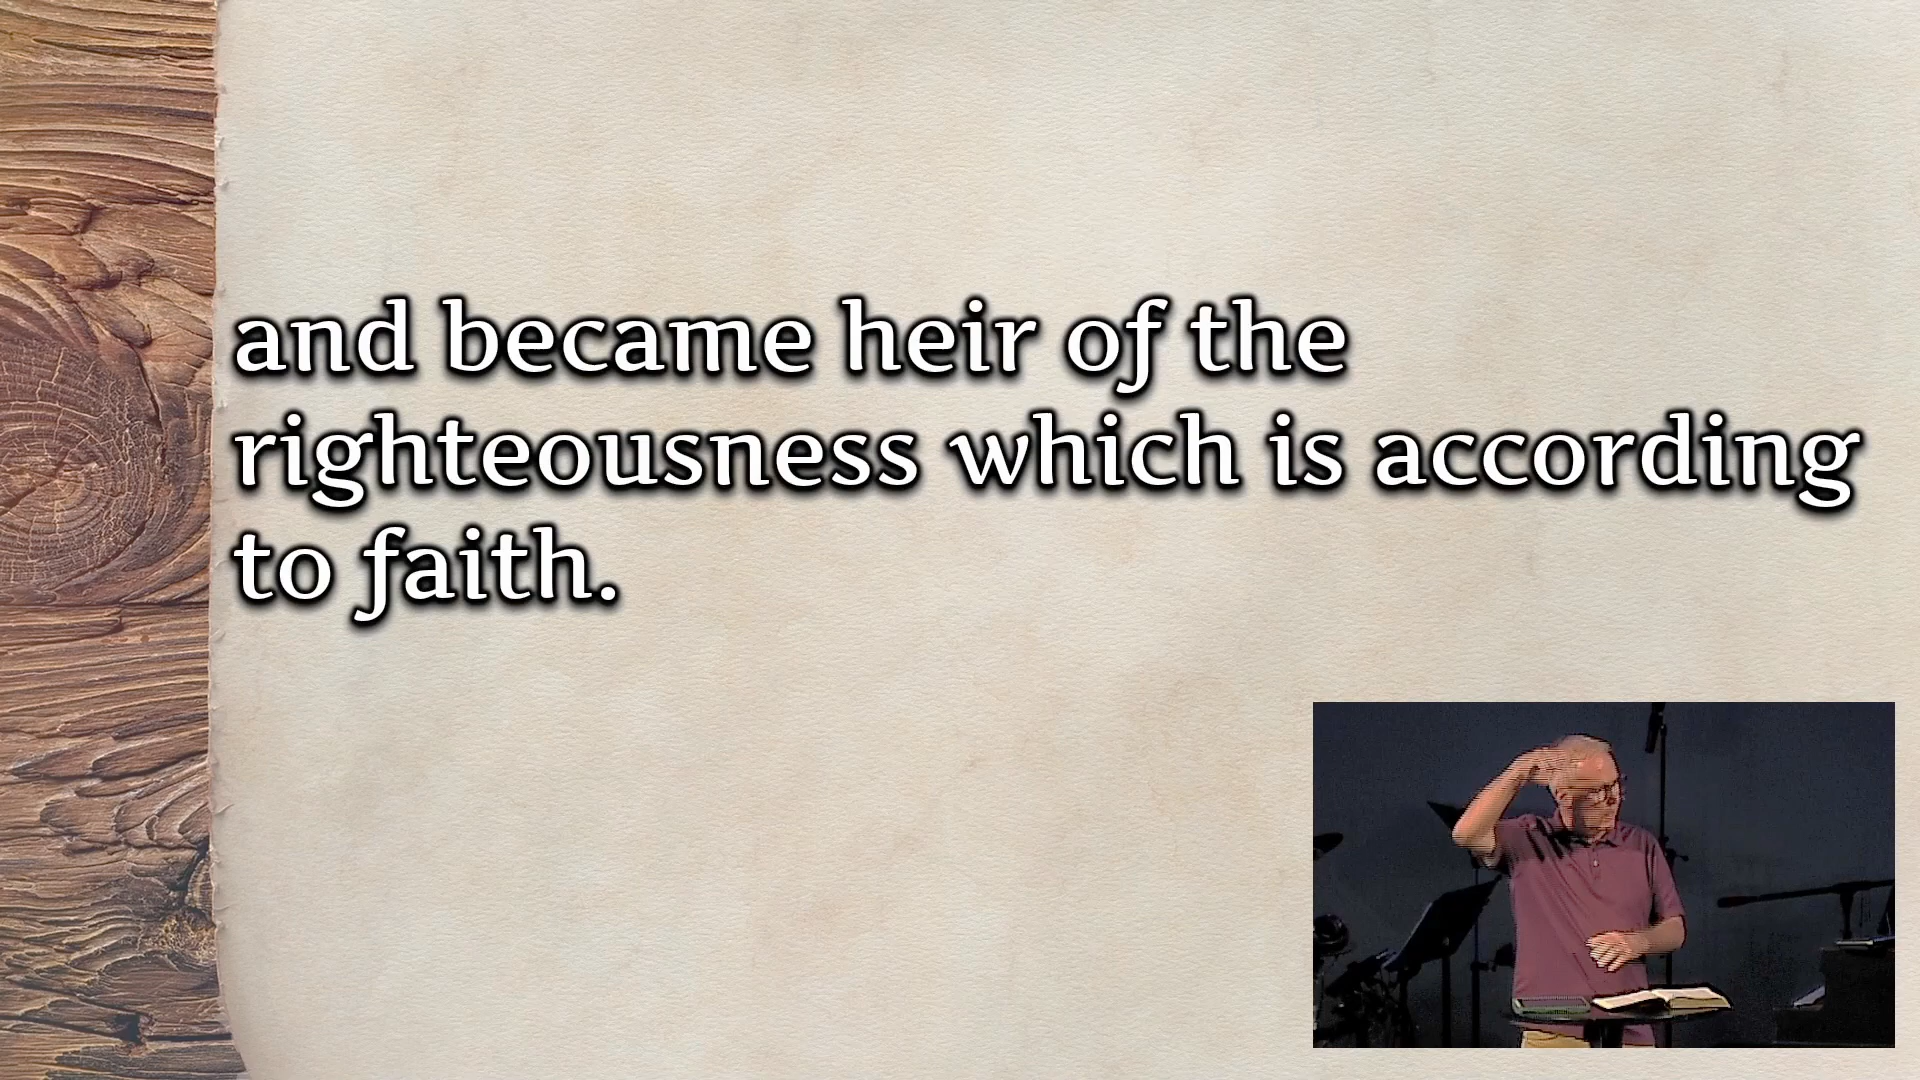 and became heir of the
righteousness which is according
to faith.